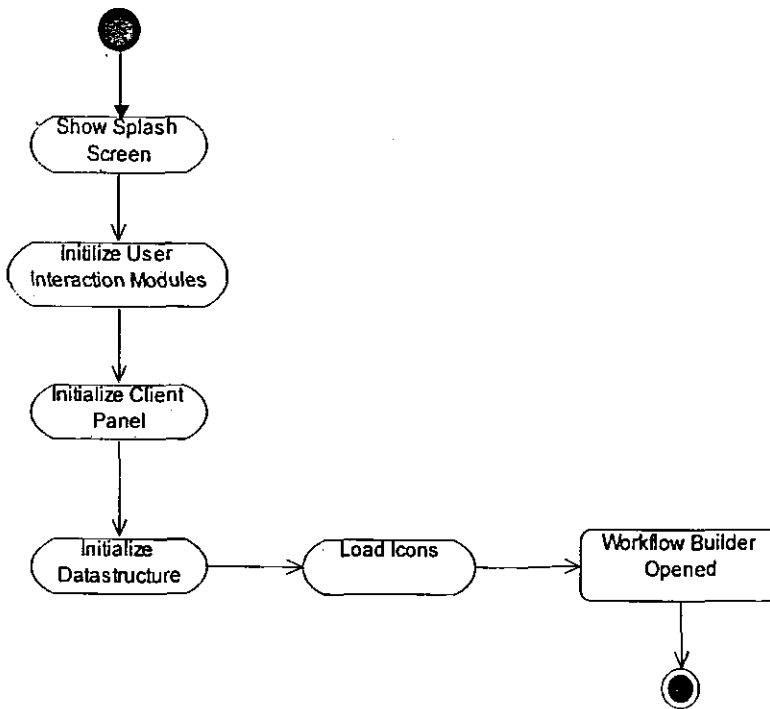 Show Splash
Screen
Initilize User
Interaction Modules
Initialize Client
Panel
Initialize
Datastructure
Load Icons
Workflow Builder
Opened